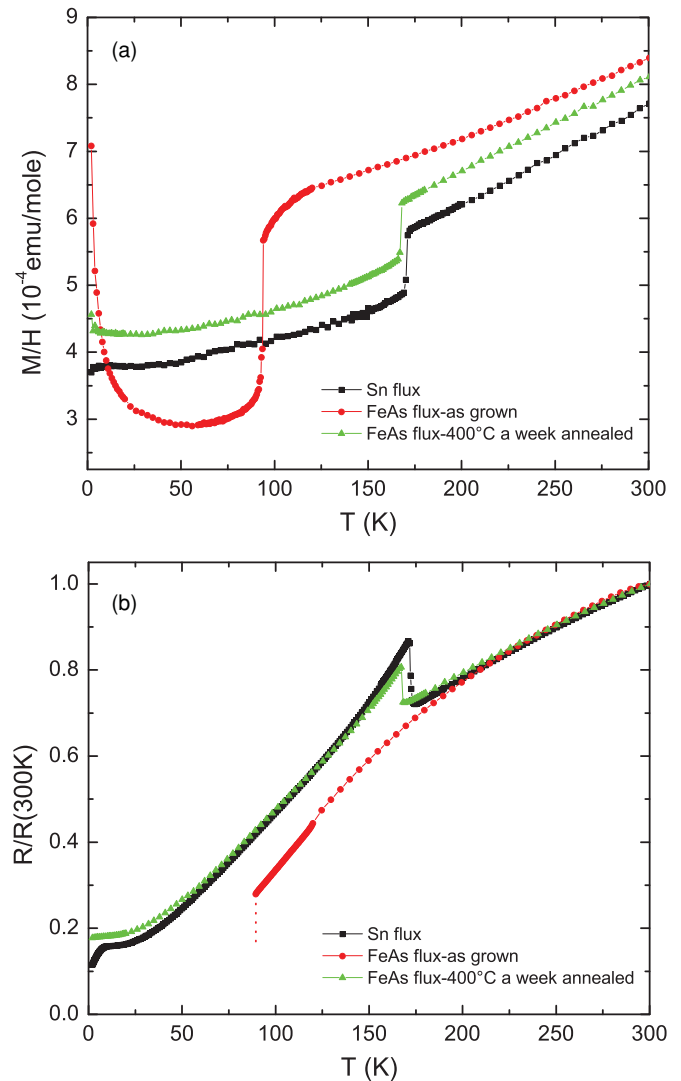 (a)
9
8
7
6
5
4
3
M/H (10⁻⁴emu/mole)
Sn flux
FeAs flux-as grown
FeAs flux-400°C a week annealed
0 50 100 150 200 250 300
T (K)
(b)
1.0
0.8
0.6
0.4
0.2
0.0
R/R(300K)
Sn flux
FeAs flux-as grown
FeAs flux-400°C a week annealed
0 50 100 150 200 250 300
T (K)